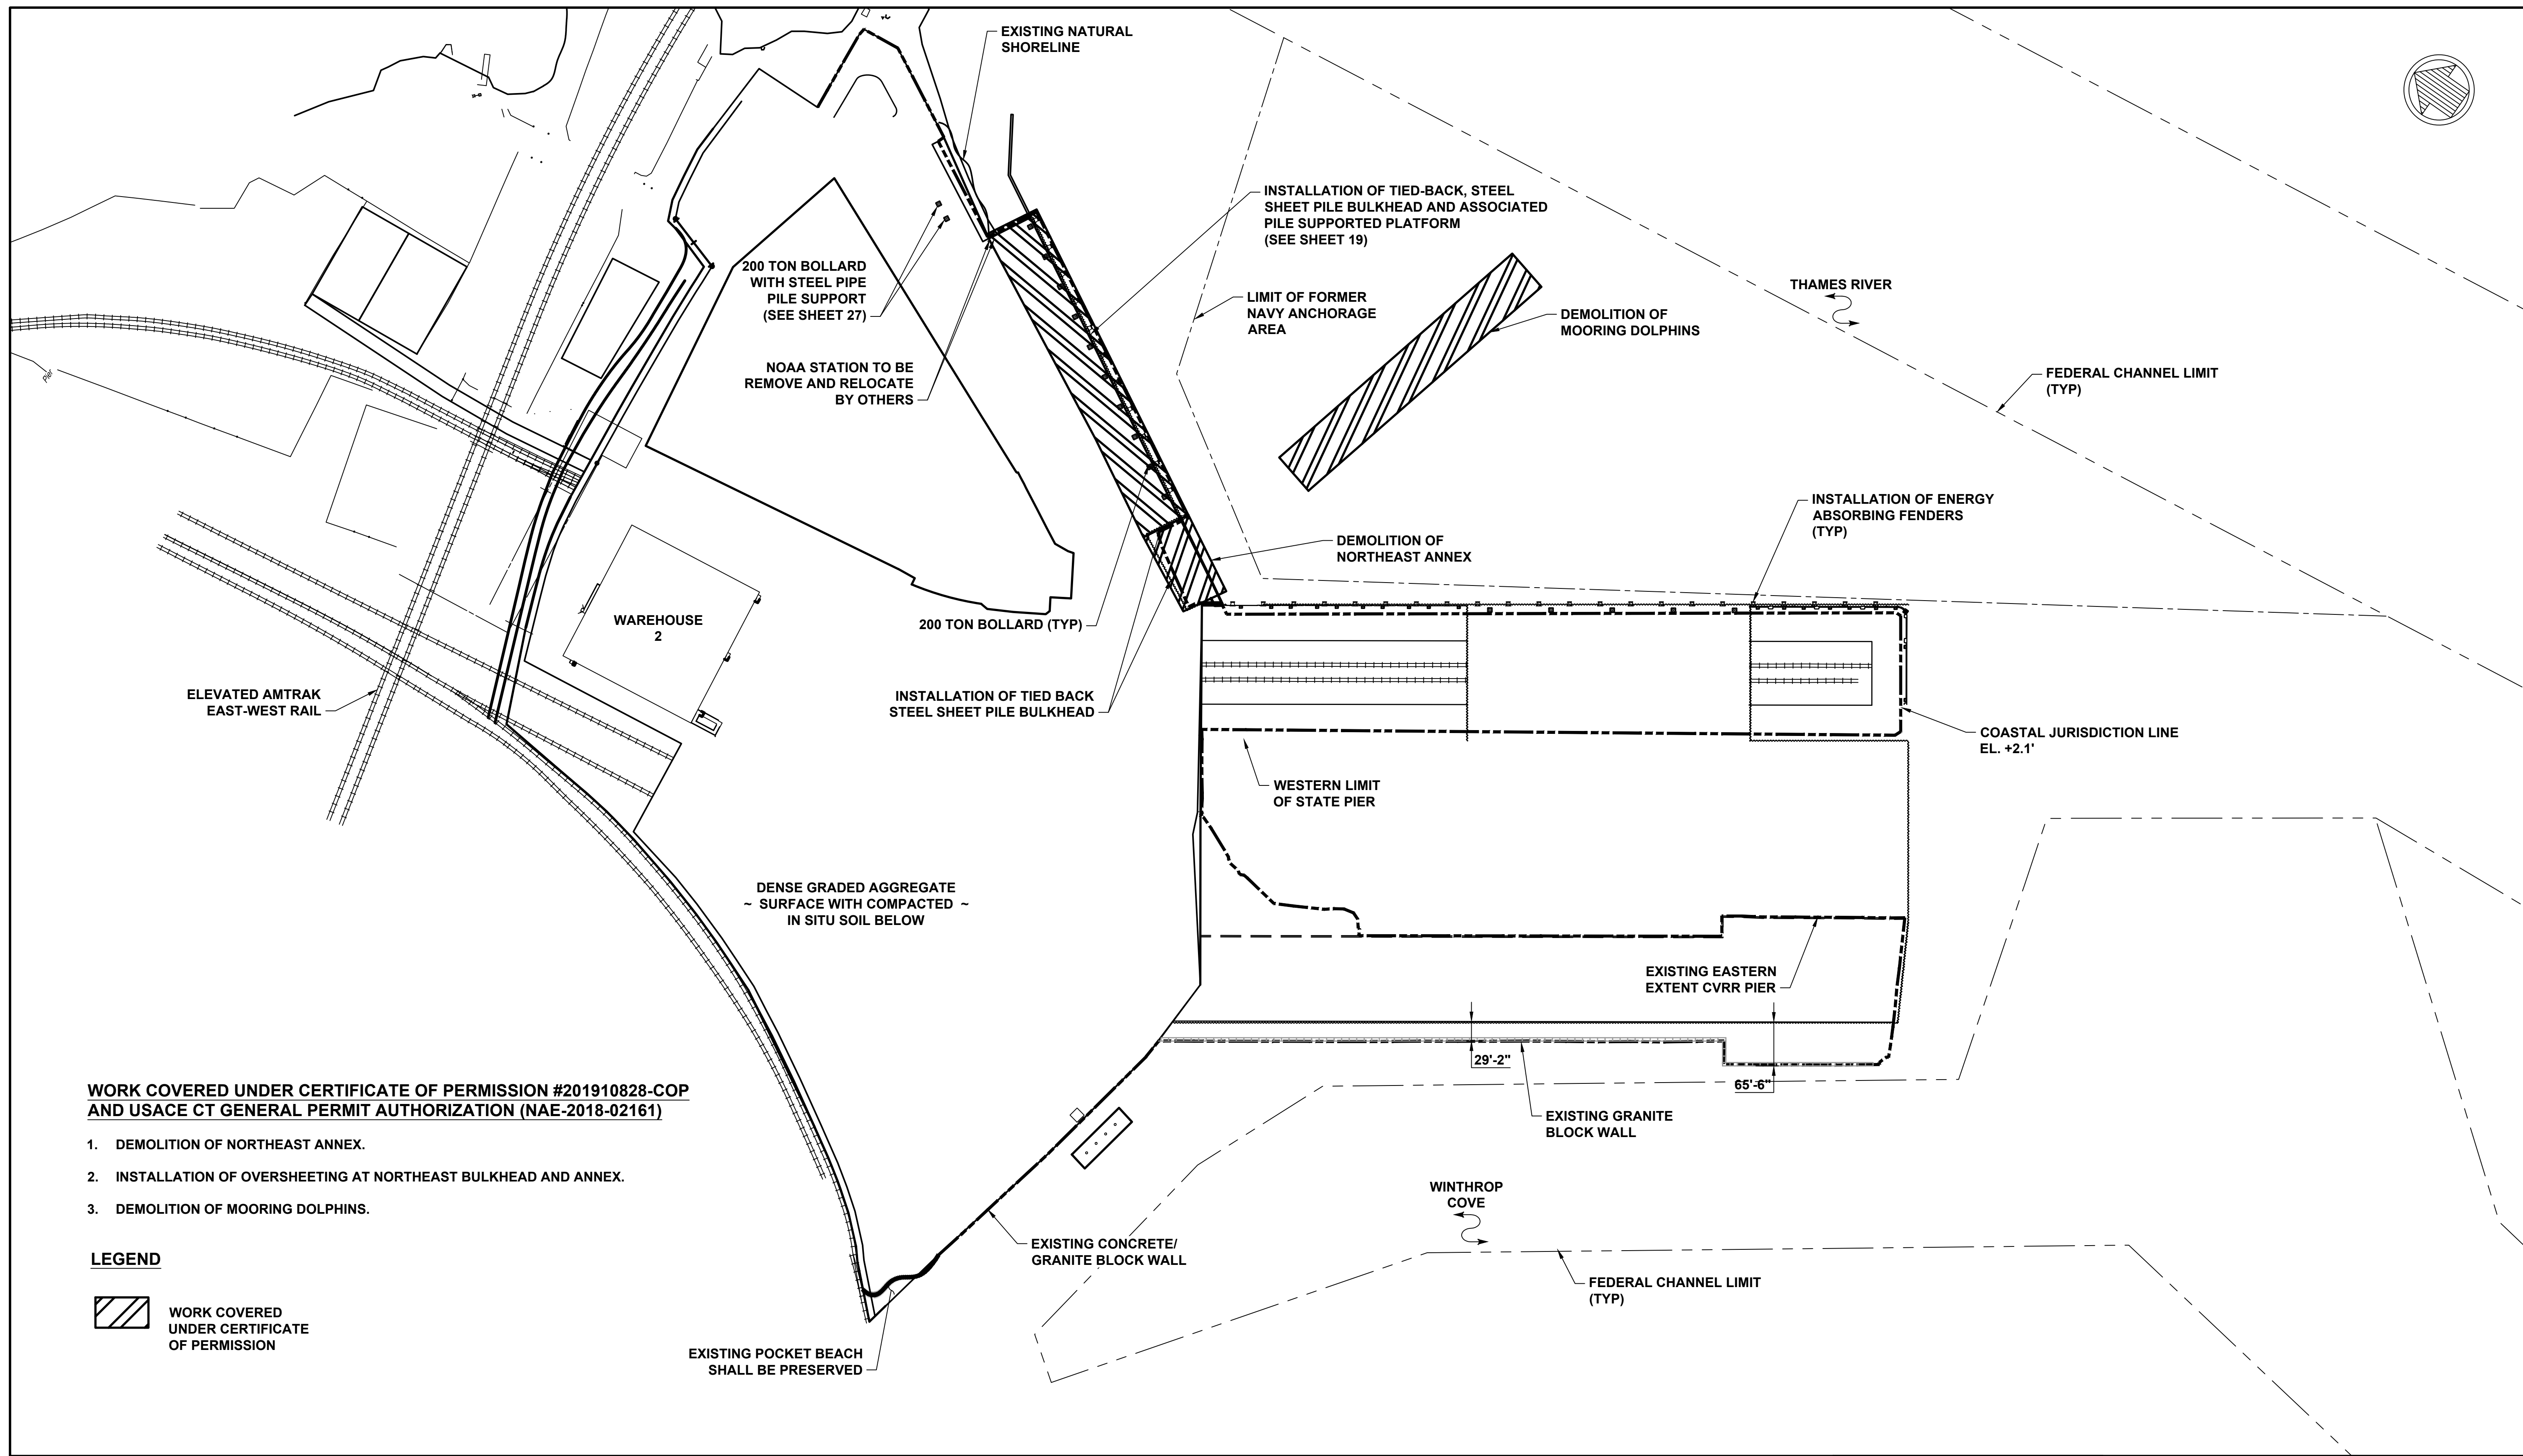 EXISTING NATURAL
SHORELINE
INSTALLATION OF TIED-BACK, STEEL
SHEET PILE BULKHEAD AND ASSOCIATED
PILE SUPPORTED PLATFORM
(SEE SHEET 19)
200 TON BOLLARD
WITH STEEL PIPE
PILE SUPPORT
(SEE SHEET 27)
LIMIT OF FORMER
NAVY ANCHORAGE
AREA
THAMES RIVER
DEMOLITION OF
MOORING DOLPHINS
NOAA STATION TO BE
REMOVE AND RELOCATE
BY OTHERS
FEDERAL CHANNEL LIMIT
(TYP)
Pier
INSTALLATION OF ENERGY
ABSORBING FENDERS
(TYP)
DEMOLITION OF
NORTHEAST ANNEX
WAREHOUSE
2
200 TON BOLLARD (TYP)
ELEVATED AMTRAK
EAST-WEST RAIL
INSTALLATION OF TIED BACK
STEEL SHEET PILE BULKHEAD
COASTAL JURISDICTION LINE
EL. +2.1'
WESTERN LIMIT
OF STATE PIER
DENSE GRADED AGGREGATE
~ SURFACE WITH COMPACTED ~
IN SITU SOIL BELOW
EXISTING EASTERN
EXTENT CVRR PIER
29'-2"
65'-6"
EXISTING GRANITE
BLOCK WALL
WORK COVERED UNDER CERTIFICATE OF PERMISSION #201910828-COP
AND USACE CT GENERAL PERMIT AUTHORIZATION (NAE-2018-02161)
1. DEMOLITION OF NORTHEAST ANNEX.
2. INSTALLATION OF OVERSHEETING AT NORTHEAST BULKHEAD AND ANNEX.
3. DEMOLITION OF MOORING DOLPHINS.
WINTHROP
COVE
EXISTING CONCRETE/
GRANITE BLOCK WALL
FEDERAL CHANNEL LIMIT
(TYP)
LEGEND
WORK COVERED
UNDER CERTIFICATE
OF PERMISSION
EXISTING POCKET BEACH
SHALL BE PRESERVED